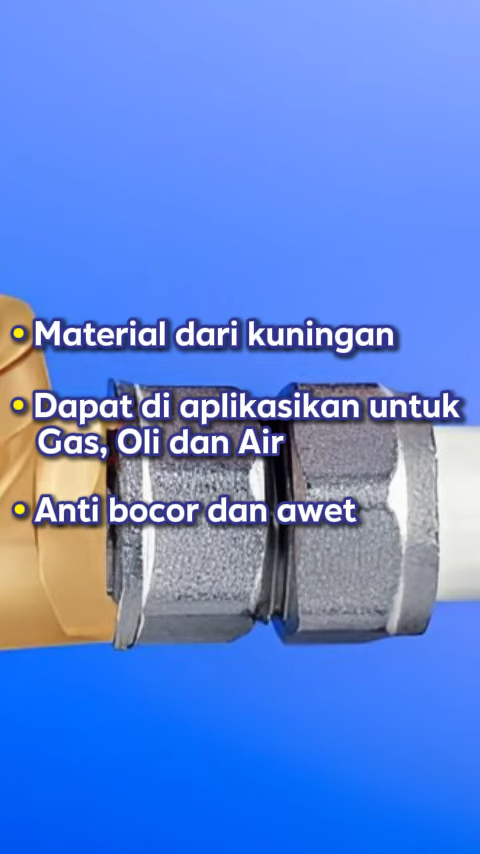 • Material dari kuningan
• Dapat di aplikasikan untuk
Gas, Oli dan Air
• Anti bocor dan awet